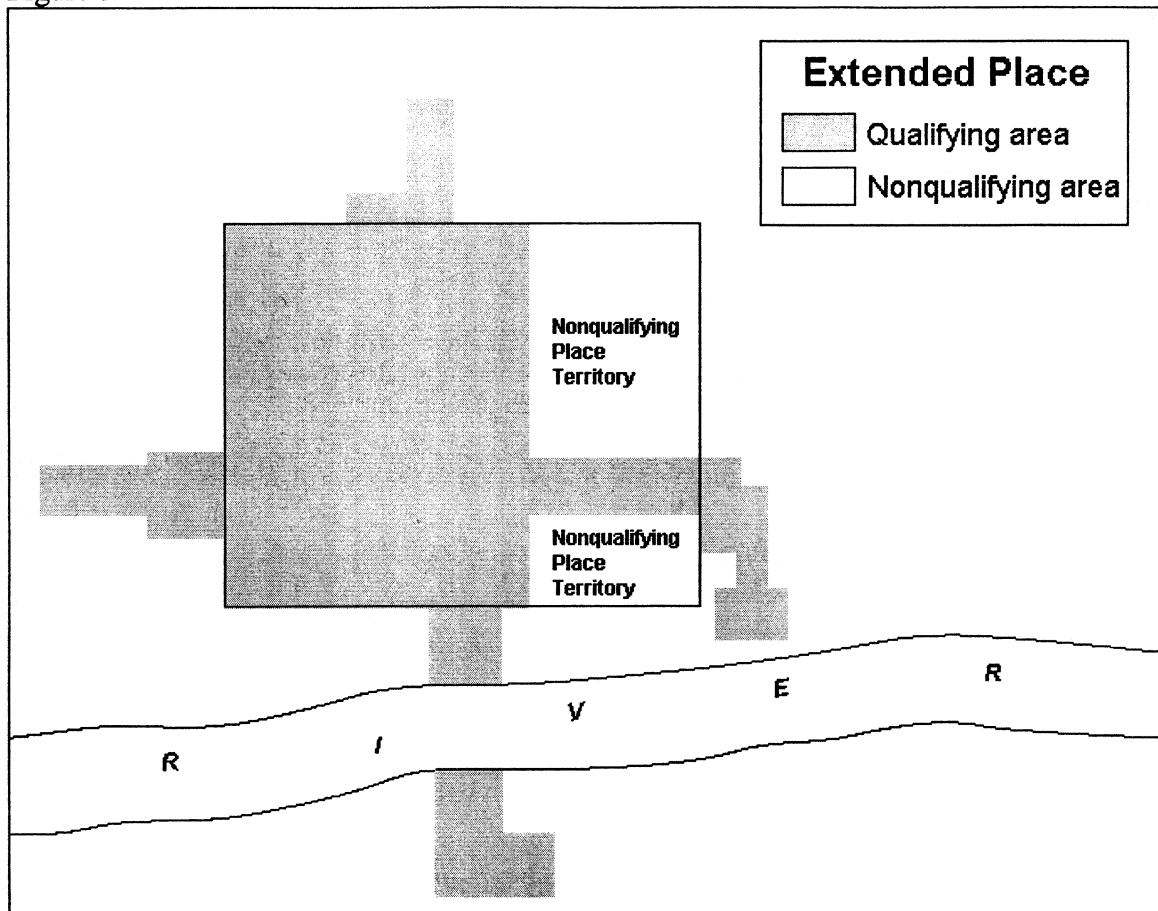 Extended Place
Qualifying area
Nonqualifying area
Nonqualifying
Place
Territory
Nonqualifying
Place
Territory
R I V E R